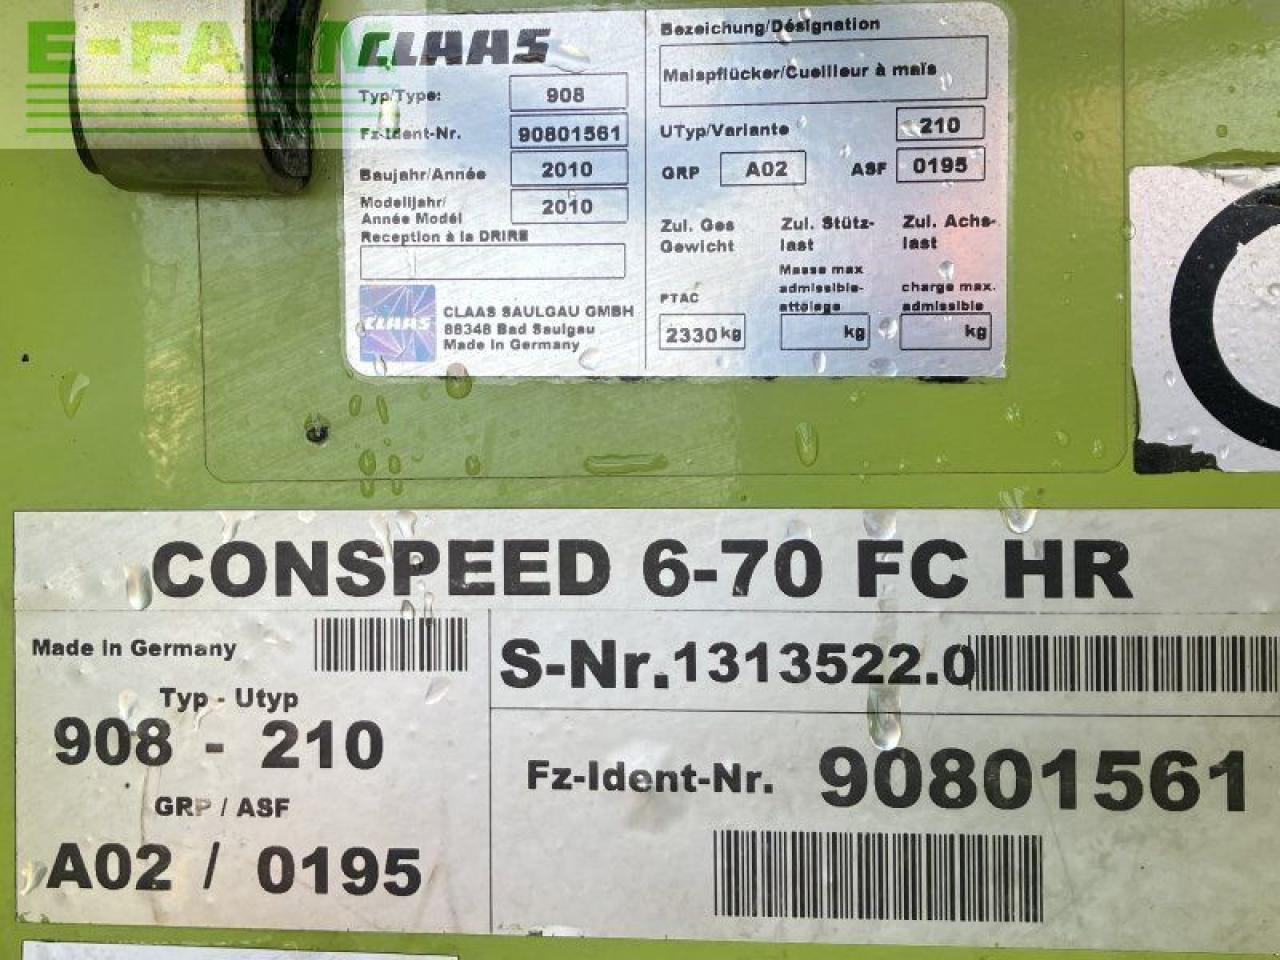 CLAAS
Typ/Type: 908
Fz-Ident-Nr. 90801561
Baujahr/Année 2010
Modelljahr/
Année Modél 2010
Reception à la DRIRE
CLAAS
CLAAS SAULGAU GMBH
88348 Bad Saulgau
Made in Germany
Bezeichung/Désignation
Maispflücker/Cueilleur à maïs
UTyp/Variante 210
GRP A02 ASF 0195
Zul. Ges Zul. Stütz- Zul. Achs-
Gewicht last last
Masse max
admissible- charge max.
PTAC attelage admissible
2330 kg kg kg
CONSPEED 6-70 FC HR
Made in Germany
Typ - Utyp
908 - 210
GRP / ASF
A02 / 0195
S-Nr. 1313522.0
Fz-Ident-Nr. 90801561